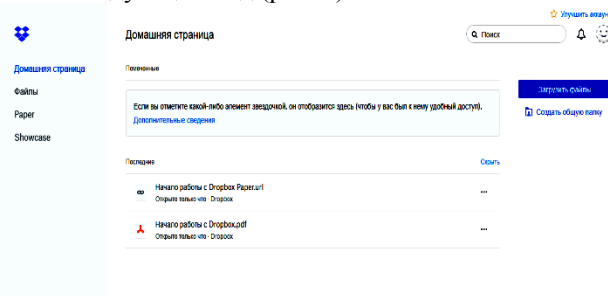 Улучшить аккаун
Домашняя страница
Поиск
Домашняя страница
Файлы
Paper
Showcase
Помеченные
Если вы отметите какой-либо элемент звездочкой, он отобразится здесь (чтобы у вас был к нему удобный доступ).
Дополнительные сведения
Загрузить файлы
Создать общую папку
Последние
Скрыть
Начало работы с Dropbox Paper.url
Открыто только что · Dropbox
Начало работы с Dropbox.pdf
Открыто только что · Dropbox